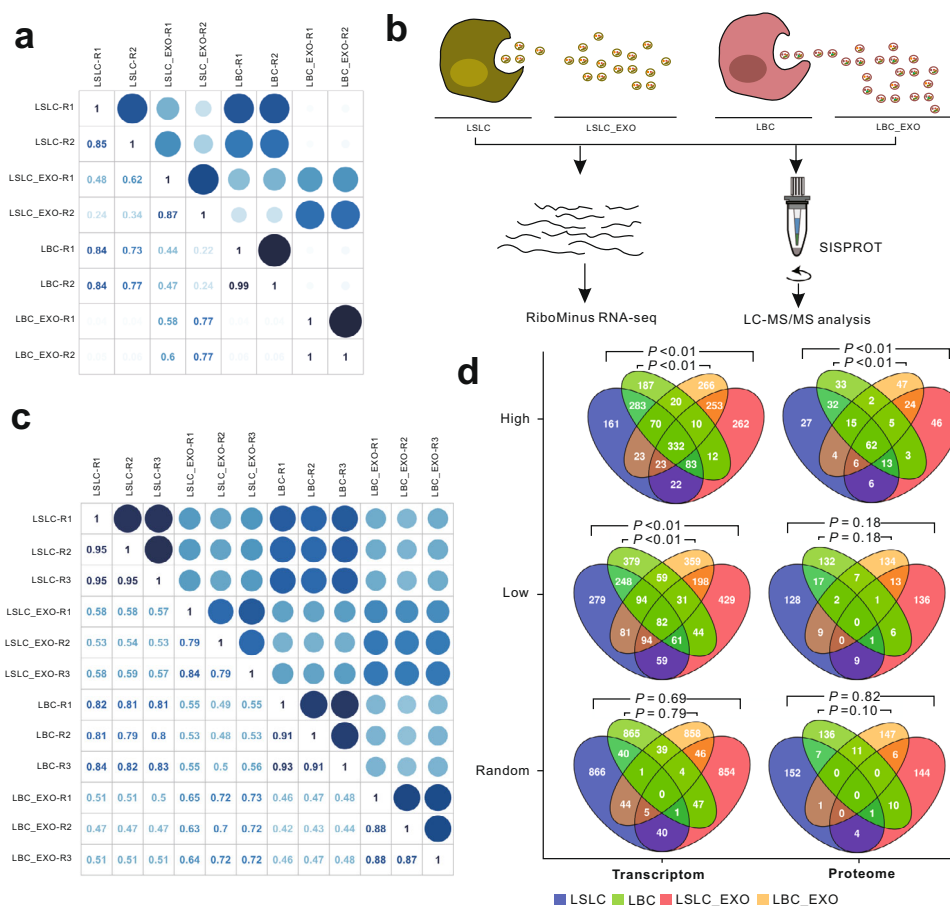 a
LSLC-R1 LSLC-R2 LSLC_EXO-R1 LSLC_EXO-R2 LBC-R1 LBC-R2 LBC_EXO-R1 LBC_EXO-R2
LSLC-R1 1
LSLC-R2 0.85 1
LSLC_EXO-R1 0.48 0.62 1
LSLC_EXO-R2 0.24 0.34 0.87 1
LBC-R1 0.84 0.73 0.44 0.22 1
LBC-R2 0.84 0.77 0.47 0.24 0.99 1
LBC_EXO-R1 0.58 0.77 1
LBC_EXO-R2 0.6 0.77 1 1
b
LSLC LSLC_EXO LBC LBC_EXO
SISPROT
RiboMinus RNA-seq LC-MS/MS analysis
c
LSLC-R1 LSLC-R2 LSLC-R3 LSLC_EXO-R1 LSLC_EXO-R2 LSLC_EXO-R3 LBC-R1 LBC-R2 LBC-R3 LBC_EXO-R1 LBC_EXO-R2 LBC_EXO-R3
LSLC-R1 1
LSLC-R2 0.95 1
LSLC-R3 0.95 0.95 1
LSLC_EXO-R1 0.58 0.58 0.57 1
LSLC_EXO-R2 0.53 0.54 0.53 0.79 1
LSLC_EXO-R3 0.58 0.59 0.57 0.84 0.79 1
LBC-R1 0.82 0.81 0.81 0.55 0.49 0.55 1
LBC-R2 0.81 0.79 0.8 0.53 0.48 0.53 0.91 1
LBC-R3 0.84 0.82 0.83 0.55 0.5 0.56 0.93 0.91 1
LBC_EXO-R1 0.51 0.51 0.5 0.65 0.72 0.73 0.46 0.47 0.48 1
LBC_EXO-R2 0.47 0.47 0.47 0.63 0.7 0.72 0.42 0.43 0.44 0.88 1
LBC_EXO-R3 0.51 0.51 0.51 0.64 0.72 0.72 0.46 0.47 0.48 0.88 0.87 1
d
High
P <0.01
P <0.01
187 266
283 20 253
161 70 10 262
332
23 23 83 12
22
P <0.01
P <0.01
33 47
32 2 24
27 15 5 46
62
4 6 13 3
6
Low
P <0.01
P <0.01
379 359
248 59 198
279 94 31 429
82
81 94 61 44
59
P = 0.18
P = 0.18
132 134
17 7 13
128 2 1 136
0
9 0 1 6
9
Random
P = 0.69
P = 0.79
865 858
40 39 46
866 1 4 854
0
44 5 1 47
40
P = 0.82
P =0.10
136 147
7 11 6
152 0 0 144
0
1 0 1 10
4
Transcriptom Proteome
LSLC LBC LSLC_EXO LBC_EXO